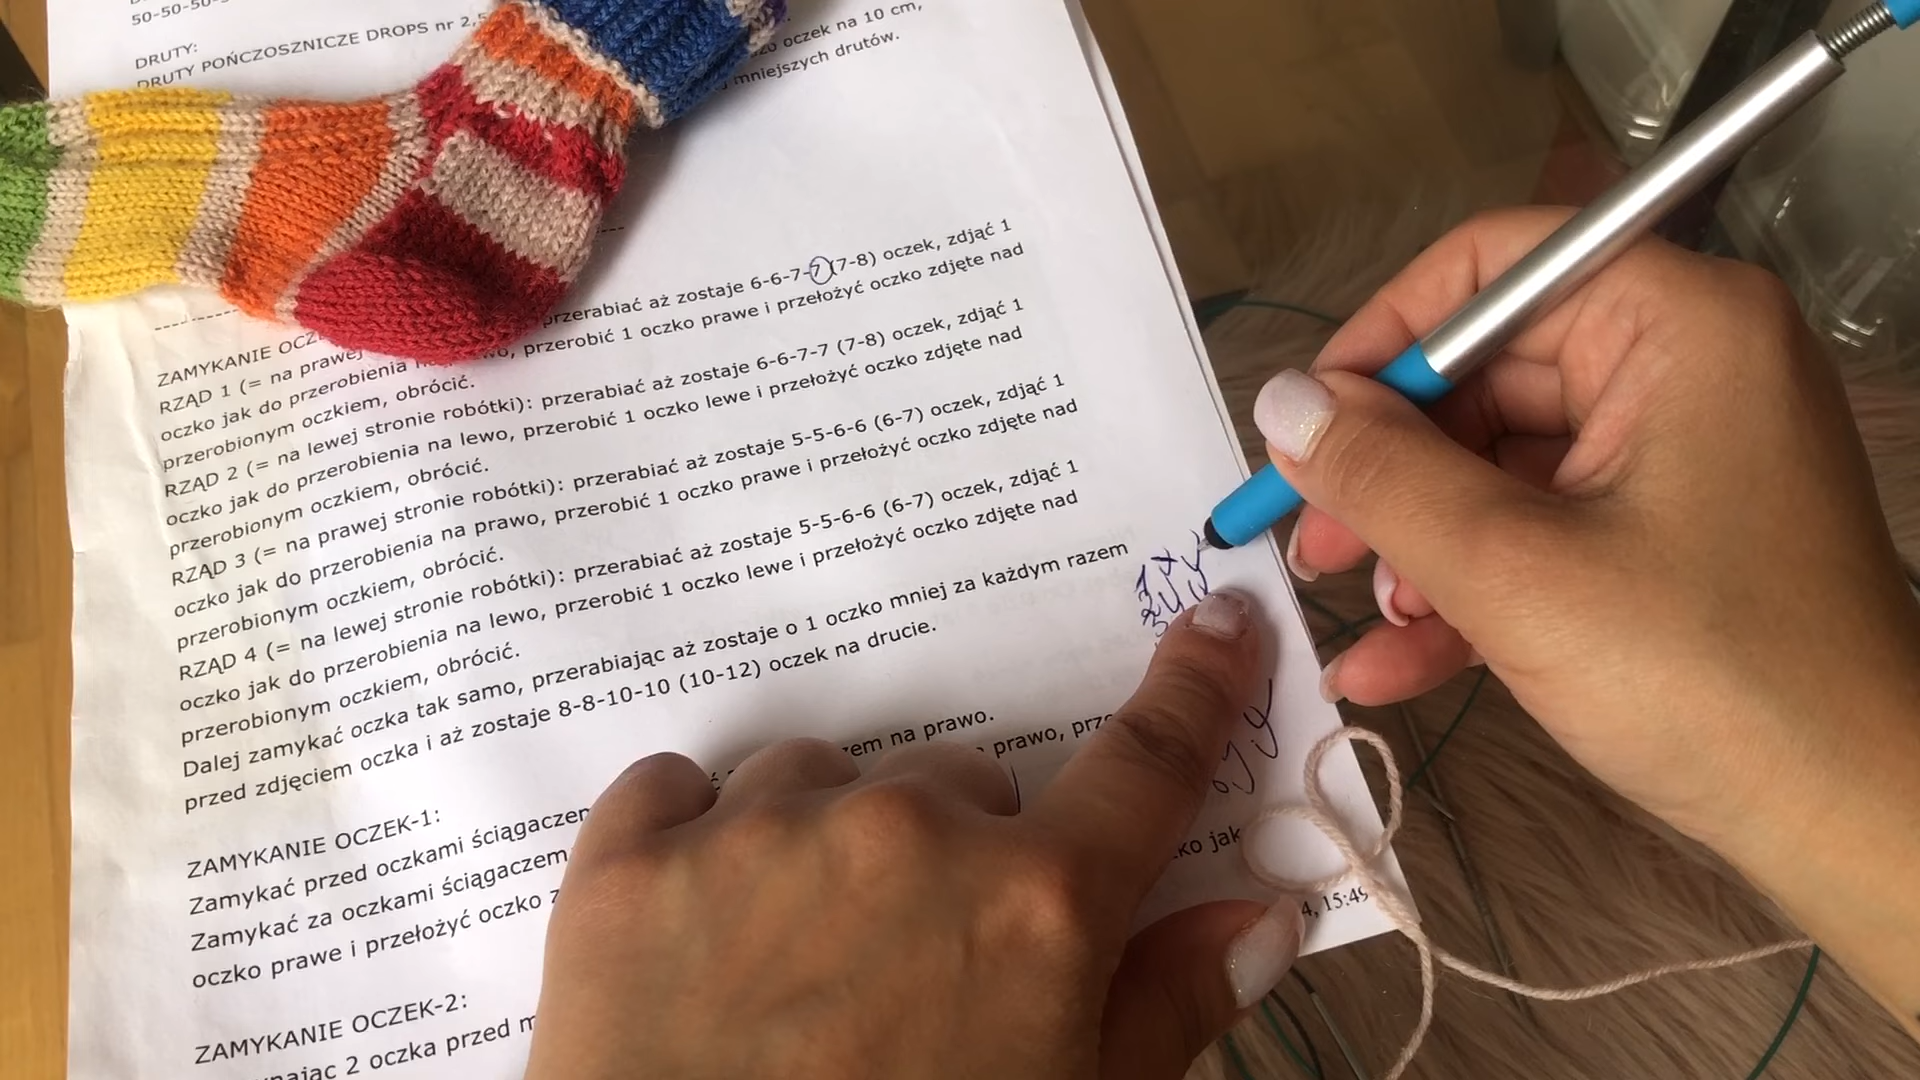 50-50-50-5
DRUTY:
DRUTY POŃCZOSZNICZE DROPS nr 2,5
oczek na 10 cm,
mniejszych drutów.
ZAMYKANIE OCZ
RZĄD 1 (= na prawej przerabiać aż zostaje 6-6-7-7 (7-8) oczek, zdjąć 1
oczko jak do przerobienia na , przerobić 1 oczko prawe i przełożyć oczko zdjęte nad
przerobionym oczkiem, obrócić.
RZĄD 2 (= na lewej stronie robótki): przerabiać aż zostaje 6-6-7-7 (7-8) oczek, zdjąć 1
oczko jak do przerobienia na lewo, przerobić 1 oczko lewe i przełożyć oczko zdjęte nad
przerobionym oczkiem, obrócić.
RZĄD 3 (= na prawej stronie robótki): przerabiać aż zostaje 5-5-6-6 (6-7) oczek, zdjąć 1
oczko jak do przerobienia na prawo, przerobić 1 oczko prawe i przełożyć oczko zdjęte nad
przerobionym oczkiem, obrócić.
RZĄD 4 (= na lewej stronie robótki): przerabiać aż zostaje 5-5-6-6 (6-7) oczek, zdjąć 1
oczko jak do przerobienia na lewo, przerobić 1 oczko lewe i przełożyć oczko zdjęte nad
przerobionym oczkiem, obrócić.
Dalej zamykać oczka tak samo, przerabiając aż zostaje o 1 oczko mniej za każdym razem
przed zdjęciem oczka i aż zostaje 8-8-10-10 (10-12) oczek na drucie.
ZAMYKANIE OCZEK-1:
Zamykać przed oczkami ściągaczem na prawo.
Zamykać za oczkami ściągaczem prawo, prze
oczko jak
oczko prawe i przełożyć oczko z
4, 15:49
ZAMYKANIE OCZEK-2:
2 oczka przed m